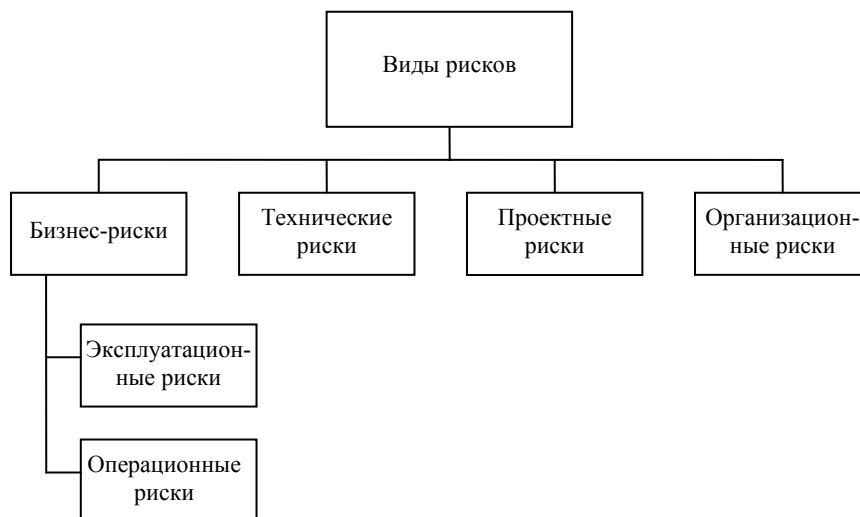 Виды рисков
Бизнес-риски
Технические
риски
Проектные
риски
Организацион-
ные риски
Эксплуатацион-
ные риски
Операционные
риски